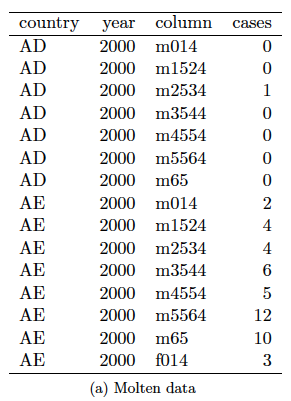 country year column cases
AD 2000 m014 0
AD 2000 m1524 0
AD 2000 m2534 1
AD 2000 m3544 0
AD 2000 m4554 0
AD 2000 m5564 0
AD 2000 m65 0
AE 2000 m014 2
AE 2000 m1524 4
AE 2000 m2534 4
AE 2000 m3544 6
AE 2000 m4554 5
AE 2000 m5564 12
AE 2000 m65 10
AE 2000 f014 3
(a) Molten data